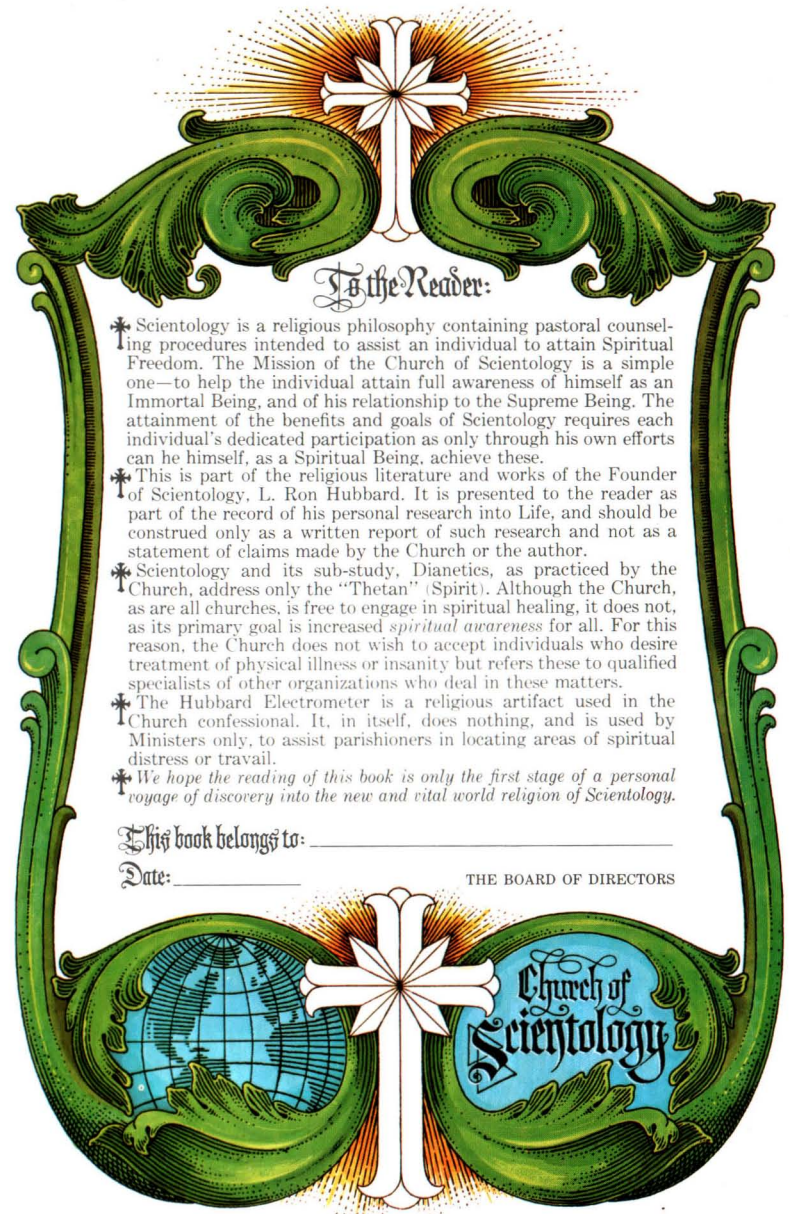 To the Reader:
Scientology is a religious philosophy containing pastoral counsel-
ing procedures intended to assist an individual to attain Spiritual
Freedom. The Mission of the Church of Scientology is a simple
one—to help the individual attain full awareness of himself as an
Immortal Being, and of his relationship to the Supreme Being. The
attainment of the benefits and goals of Scientology requires each
individual's dedicated participation as only through his own efforts
can he himself, as a Spiritual Being, achieve these.
This is part of the religious literature and works of the Founder
of Scientology, L. Ron Hubbard. It is presented to the reader as
part of the record of his personal research into Life, and should be
construed only as a written report of such research and not as a
statement of claims made by the Church or the author.
Scientology and its sub-study, Dianetics, as practiced by the
Church, address only the "Thetan" (Spirit). Although the Church,
as are all churches, is free to engage in spiritual healing, it does not,
as its primary goal is increased spiritual awareness for all. For this
reason, the Church does not wish to accept individuals who desire
treatment of physical illness or insanity but refers these to qualified
specialists of other organizations who deal in these matters.
The Hubbard Electrometer is a religious artifact used in the
Church confessional. It, in itself, does nothing, and is used by
Ministers only, to assist parishioners in locating areas of spiritual
distress or travail.
We hope the reading of this book is only the first stage of a personal
voyage of discovery into the new and vital world religion of Scientology.
This book belongs to:
Date: THE BOARD OF DIRECTORS
Church of
Scientology